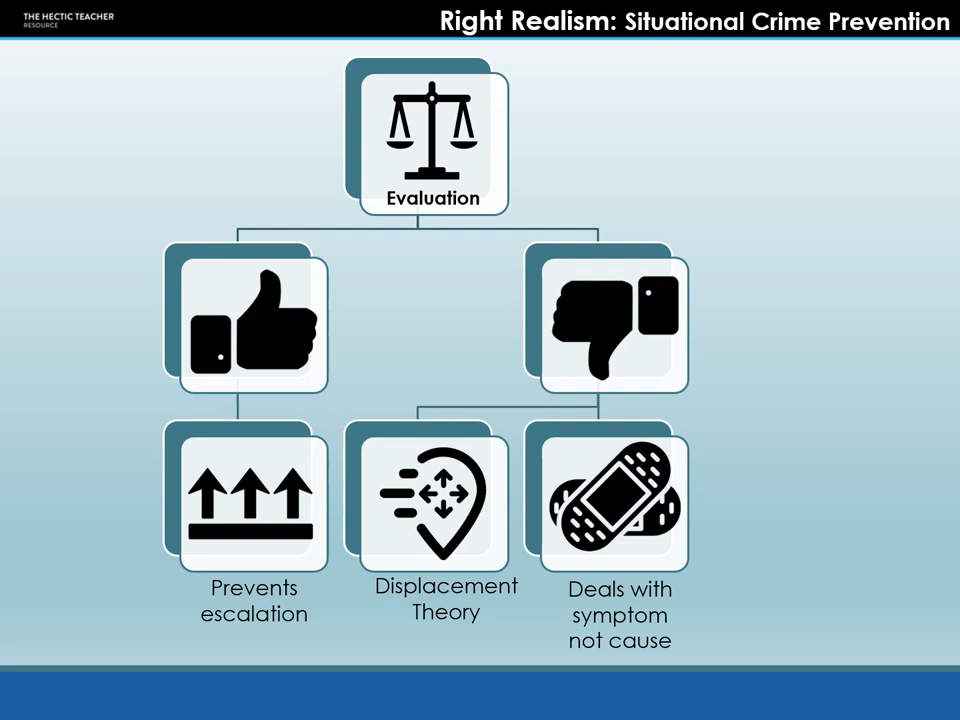 THE HECTIC TEACHER
RESOURCE
Right Realism: Situational Crime Prevention
Evaluation
Prevents
escalation
Displacement
Theory
Deals with
symptom
not cause